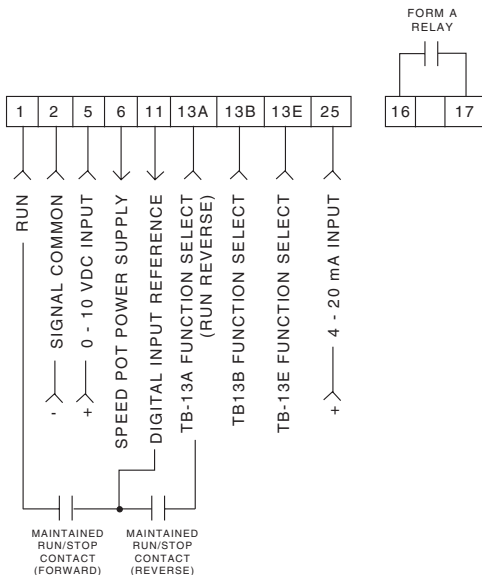 FORM A
RELAY
1 2 5 6 11 13A 13B 13E 25 16 17
RUN
SIGNAL COMMON
-
0 - 10 VDC INPUT
+
SPEED POT POWER SUPPLY
DIGITAL INPUT REFERENCE
TB-13A FUNCTION SELECT
(RUN REVERSE)
TB13B FUNCTION SELECT
TB-13E FUNCTION SELECT
4 - 20 mA INPUT
+
MAINTAINED
RUN/STOP
CONTACT
(FORWARD)
MAINTAINED
RUN/STOP
CONTACT
(REVERSE)